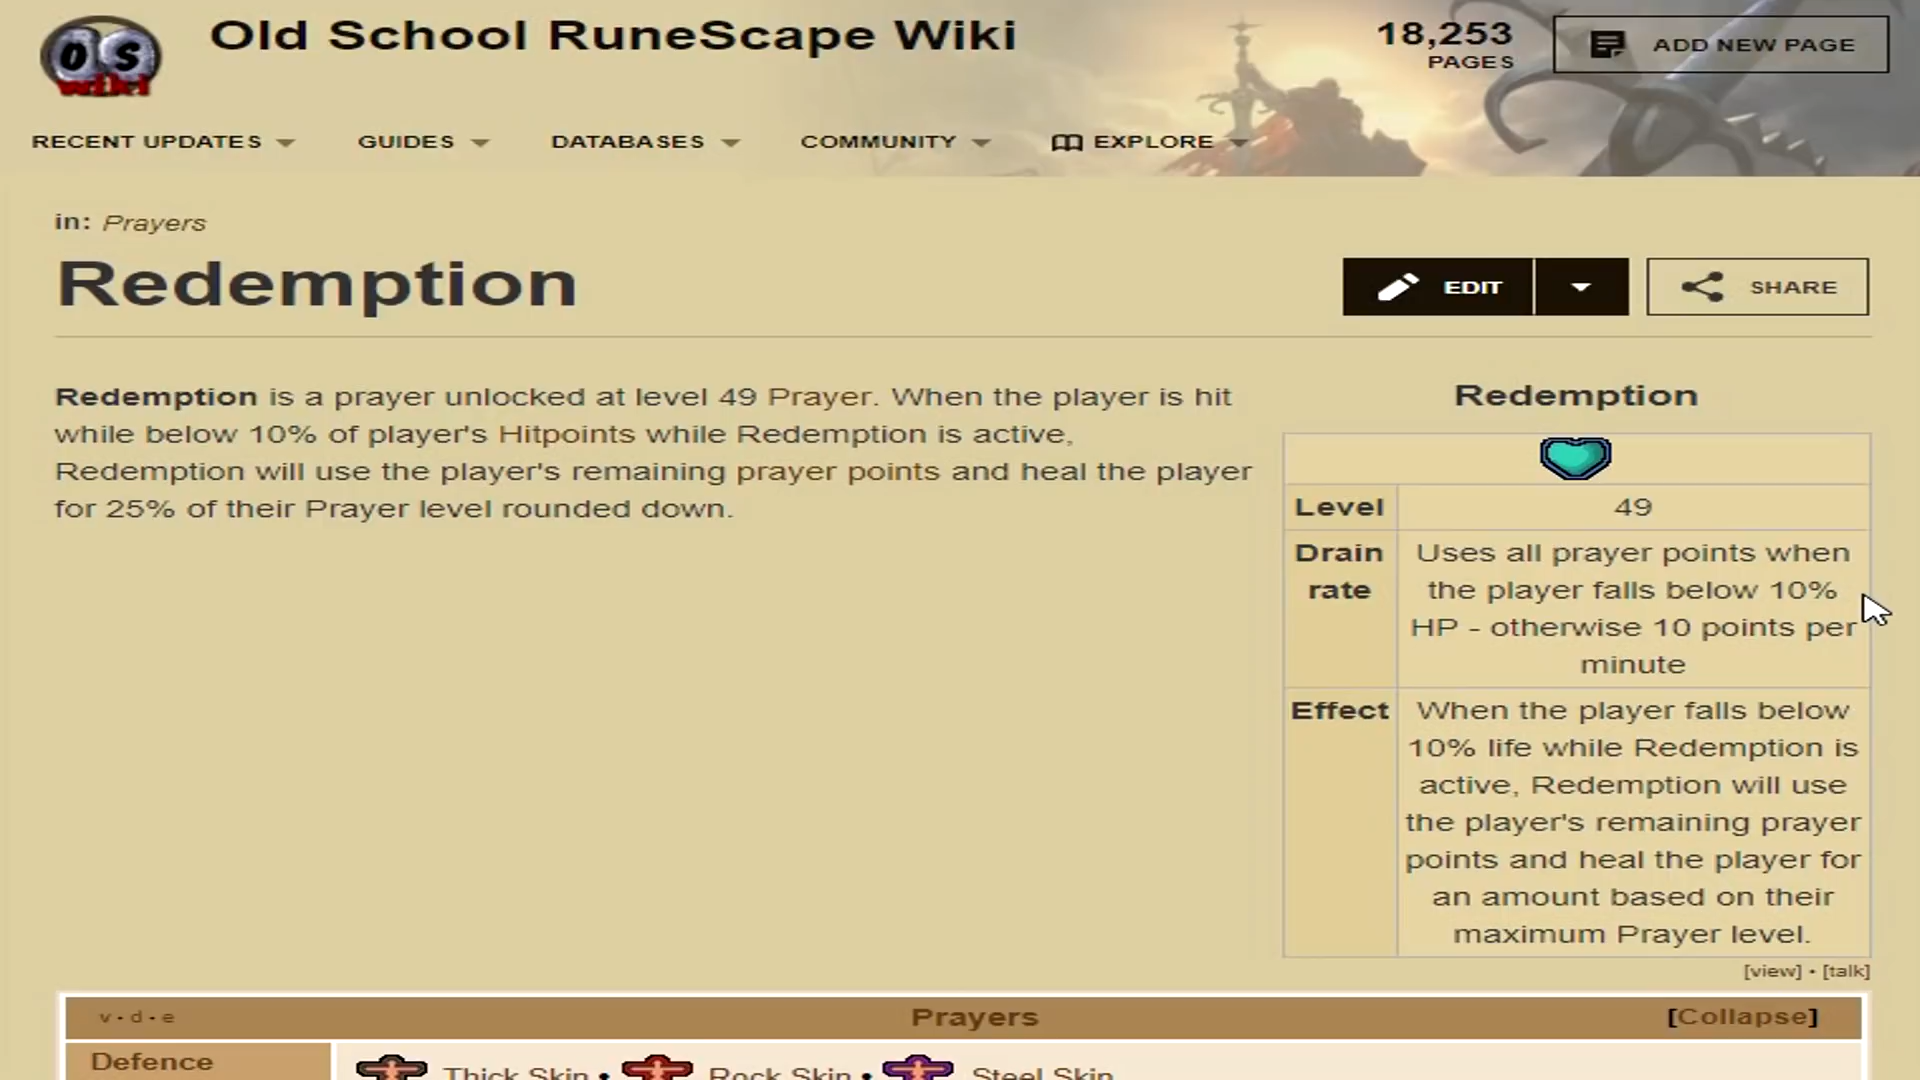 OS
wiki
Old School RuneScape Wiki
18,253
PAGES
ADD NEW PAGE
RECENT UPDATES
GUIDES
DATABASES
COMMUNITY
EXPLORE
in: Prayers
Redemption
EDIT
SHARE
Redemption is a prayer unlocked at level 49 Prayer. When the player is hit
while below 10% of player's Hitpoints while Redemption is active,
Redemption will use the player's remaining prayer points and heal the player
for 25% of their Prayer level rounded down.
Redemption
Level 49
Drain rate
Uses all prayer points when
the player falls below 10%
HP - otherwise 10 points per
minute
Effect
When the player falls below
10% life while Redemption is
active, Redemption will use
the player's remaining prayer
points and heal the player for
an amount based on their
maximum Prayer level.
[view] • [talk]
v • d • e
Prayers
[Collapse]
Defence
Thick Skin • Rock Skin • Steel Skin